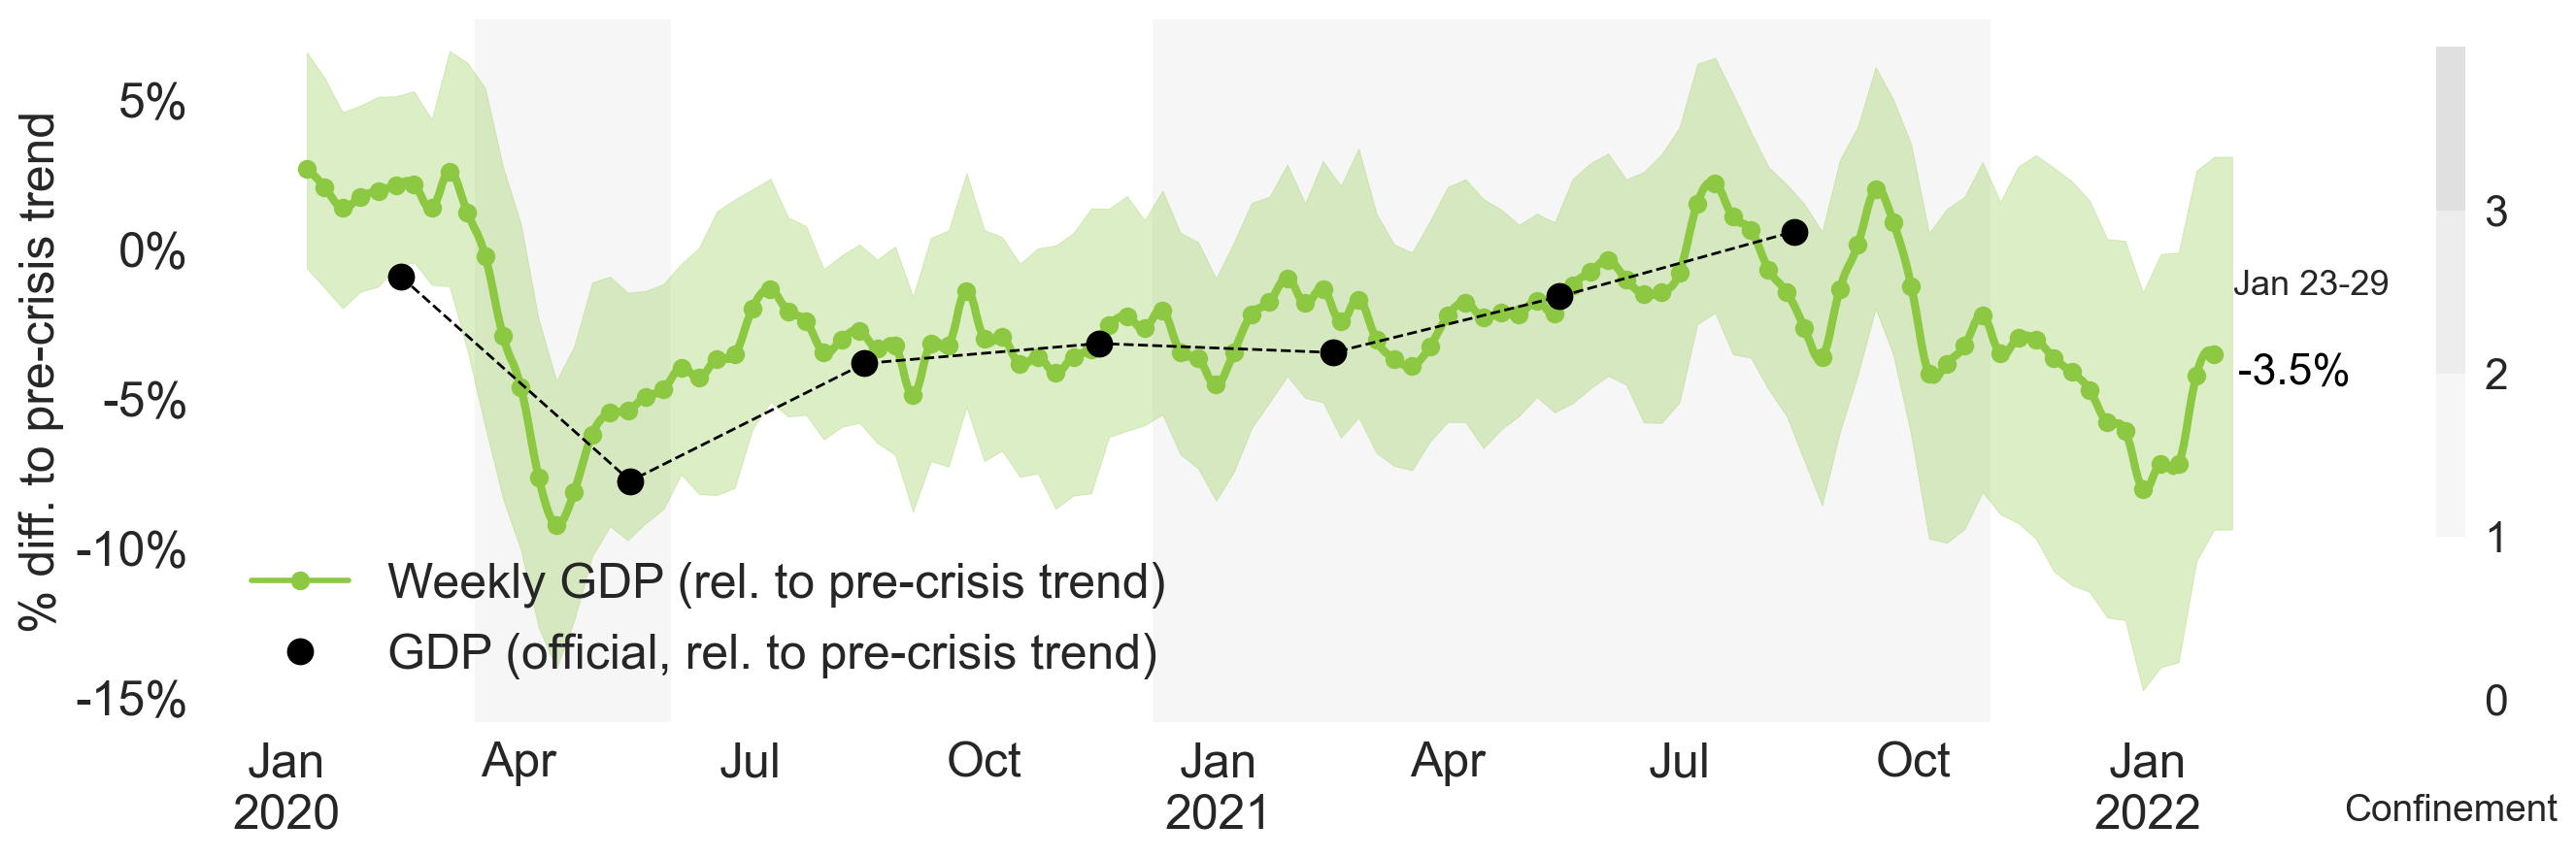 % diff. to pre-crisis trend
5%
0%
-5%
-10%
-15%
Weekly GDP (rel. to pre-crisis trend)
GDP (official, rel. to pre-crisis trend)
Jan 23-29
-3.5%
3
2
1
0
Jan Apr Jul Oct Jan Apr Jul Oct Jan
2020 2021 2022
Confinement